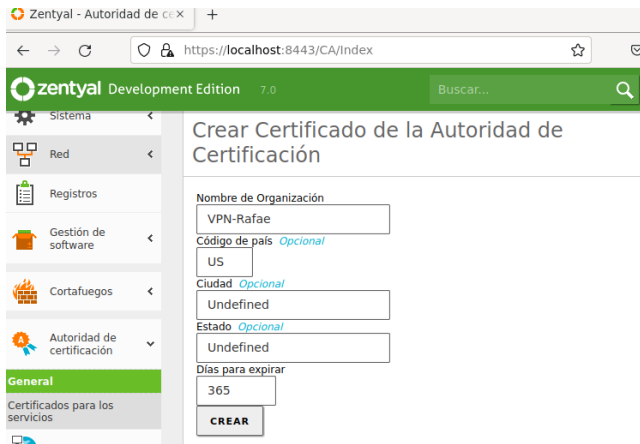 Zentyal - Autoridad de ce
https://localhost:8443/CA/Index
zentyal Development Edition 7.0
Buscar...
Sistema
Red
Registros
Gestión de
software
Cortafuegos
Autoridad de
certificación
General
Certificados para los
servicios
Crear Certificado de la Autoridad de
Certificación
Nombre de Organización
VPN-Rafae
Código de país Opcional
US
Ciudad Opcional
Undefined
Estado Opcional
Undefined
Días para expirar
365
CREAR